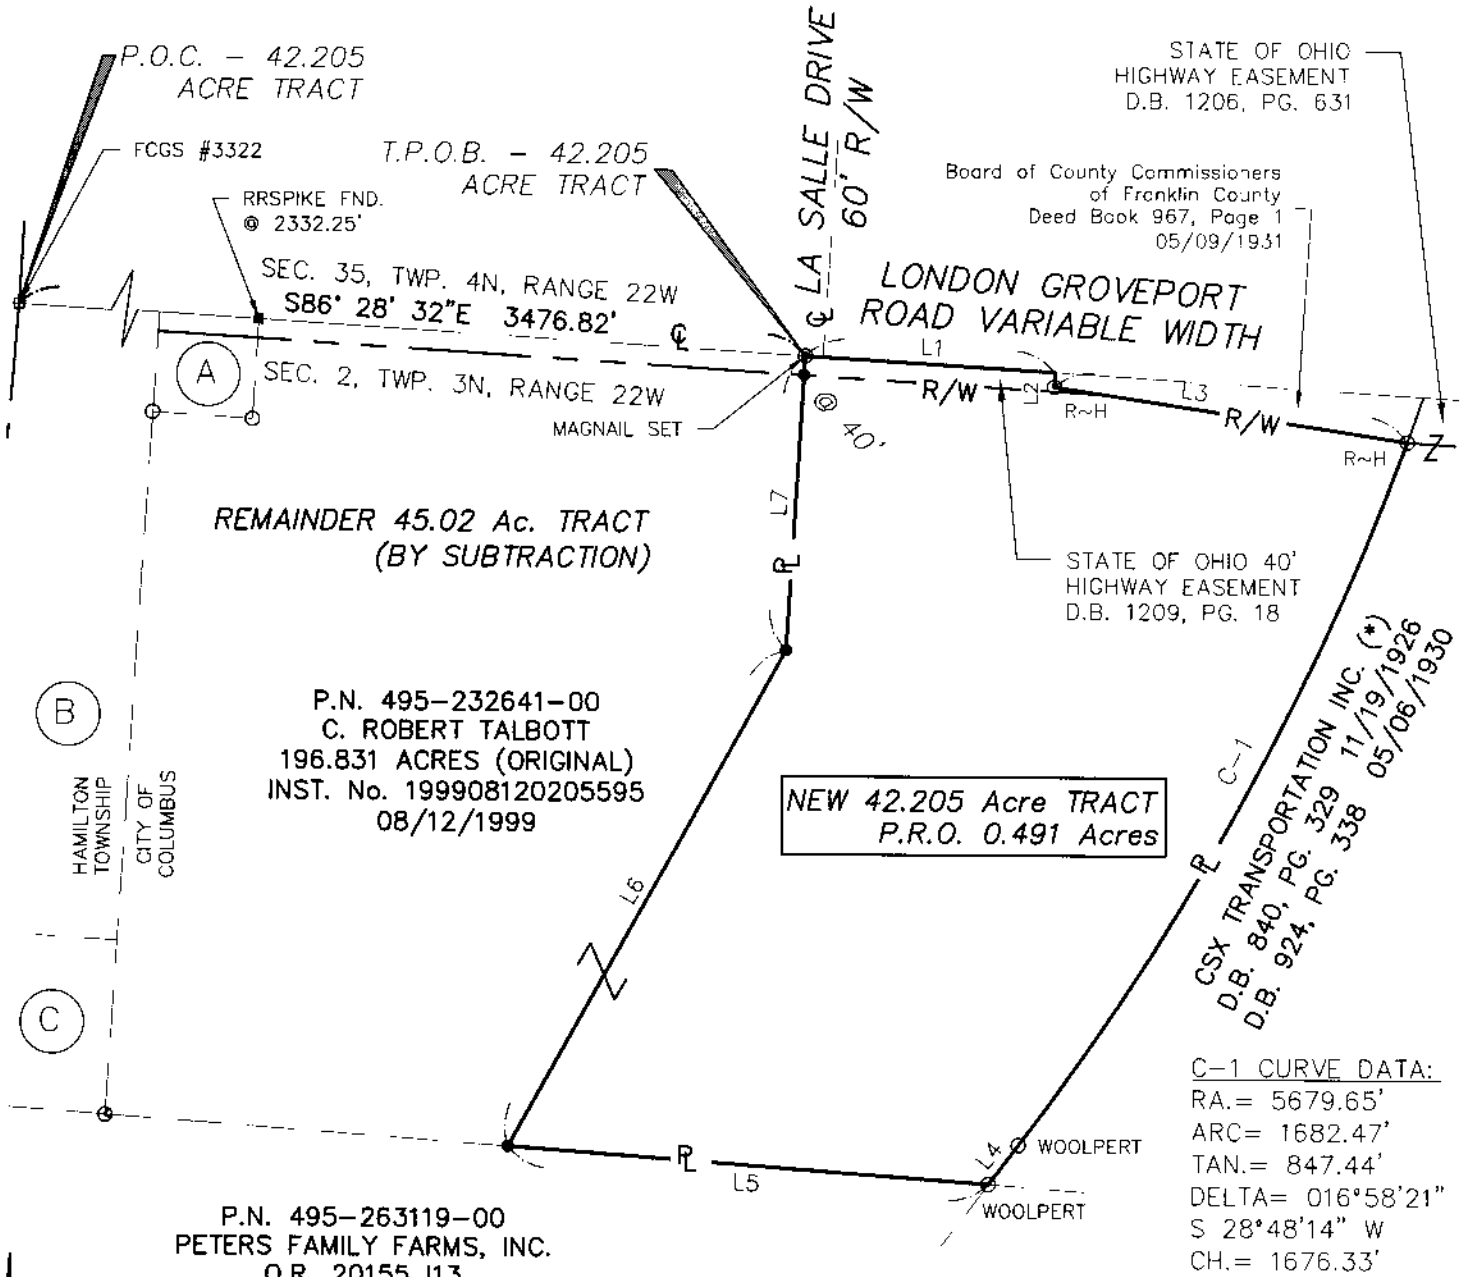 P.O.C. - 42.205
ACRE TRACT
FCGS #3322
RRSPIKE FND.
@ 2332.25'
T.P.O.B. - 42.205
ACRE TRACT
LA SALLE DRIVE
60' R/W
STATE OF OHIO
HIGHWAY EASEMENT
D.B. 1206, PG. 631
Board of County Commissioners
of Franklin County
Deed Book 967, Page 1
05/09/1931
SEC. 35, TWP. 4N, RANGE 22W
S86° 28' 32"E 3476.82'
SEC. 2, TWP. 3N, RANGE 22W
MAGNAIL SET
LONDON GROVEPORT
ROAD VARIABLE WIDTH
L1
L2
L3
R/W
R/W
R~H
R~H
@ 40'
A
L7
REMAINDER 45.02 Ac. TRACT
(BY SUBTRACTION)
STATE OF OHIO 40'
HIGHWAY EASEMENT
D.B. 1209, PG. 18
B
HAMILTON
TOWNSHIP
CITY OF
COLUMBUS
P.N. 495-232641-00
C. ROBERT TALBOTT
196.831 ACRES (ORIGINAL)
INST. No. 199908120205595
08/12/1999
NEW 42.205 Acre TRACT
P.R.O. 0.491 Acres
C-1
CSX TRANSPORTATION INC. (*)
D.B. 840, PG. 329 11/19/1926
D.B. 924, PG. 338 05/06/1930
L6
C
C-1 CURVE DATA:
RA.= 5679.65'
ARC= 1682.47'
TAN.= 847.44'
DELTA= 016°58'21"
S 28°48'14" W
CH.= 1676.33'
L4
WOOLPERT
WOOLPERT
L5
P.N. 495-263119-00
PETERS FAMILY FARMS, INC.
O.R. 20155 J13